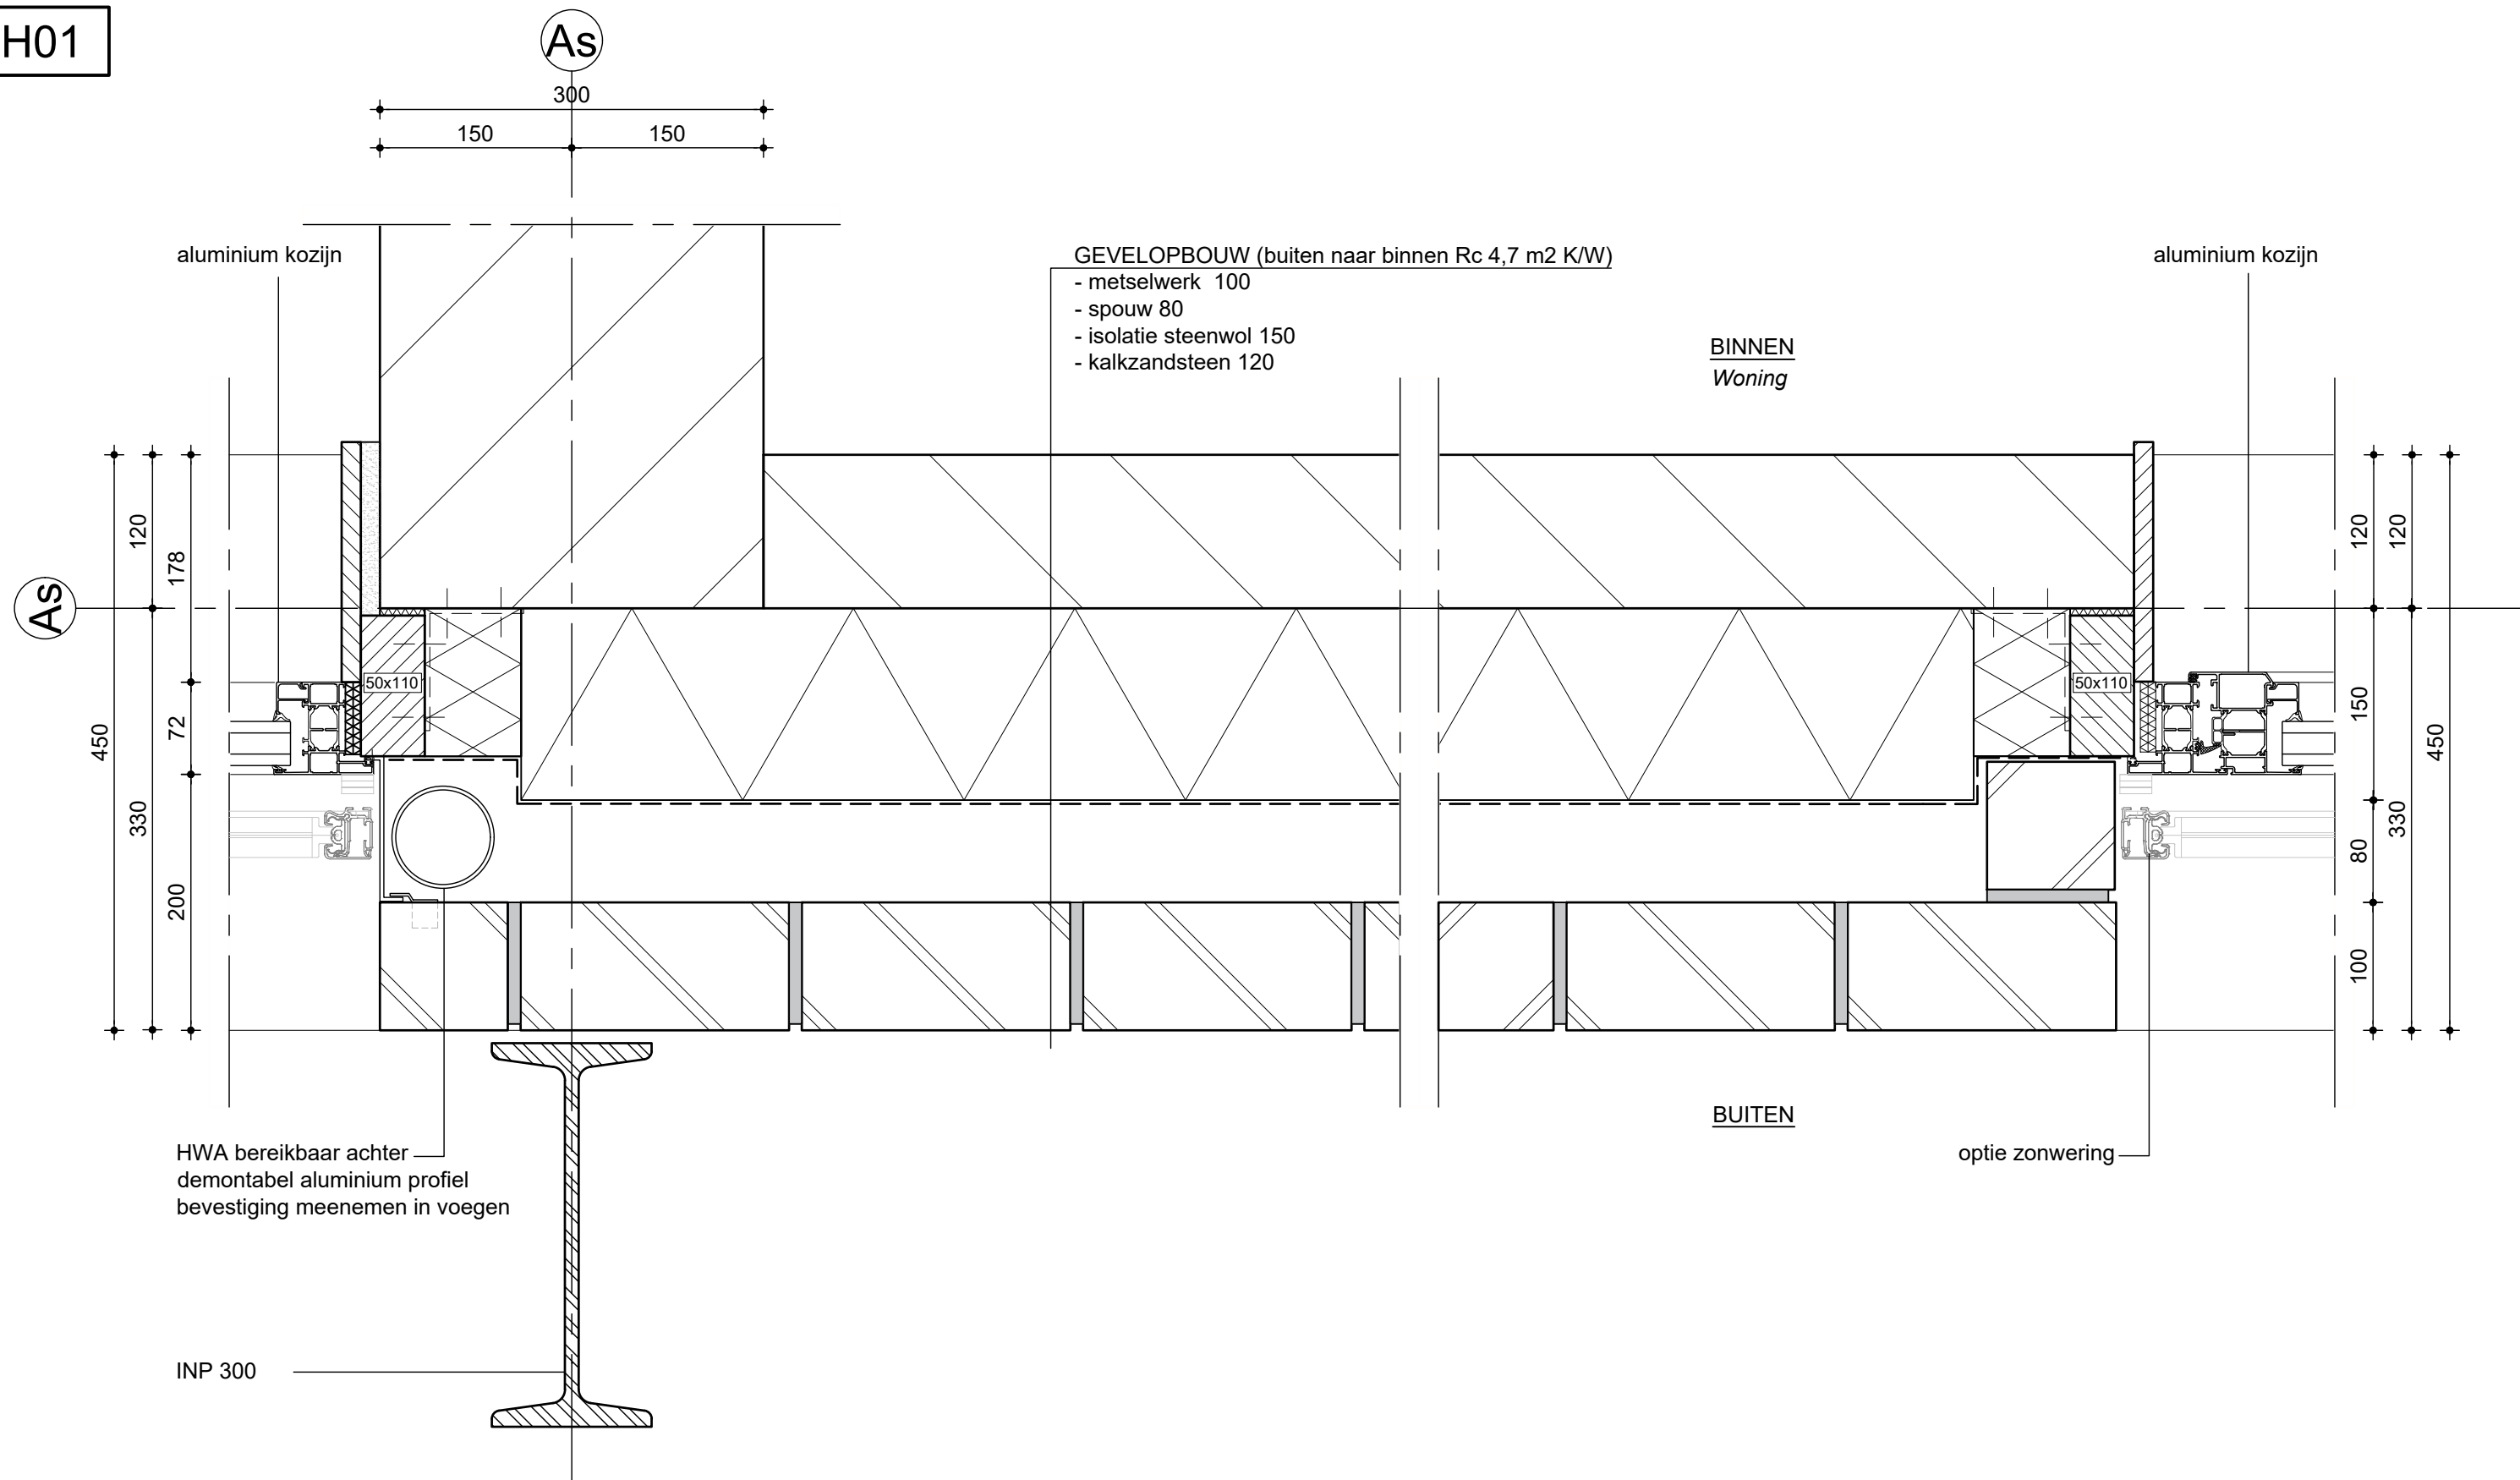 H01
As
300
150 150
aluminium kozijn
GEVELOPBOUW (buiten naar binnen Rc 4,7 m2 K/W)
- metselwerk 100
- spouw 80
- isolatie steenwol 150
- kalkzandsteen 120
BINNEN
Woning
aluminium kozijn
As
450
120
330
178
72
200
50x110
50x110
120
150
80
100
120
330
450
HWA bereikbaar achter
demontabel aluminium profiel
bevestiging meenemen in voegen
BUITEN
optie zonwering
INP 300